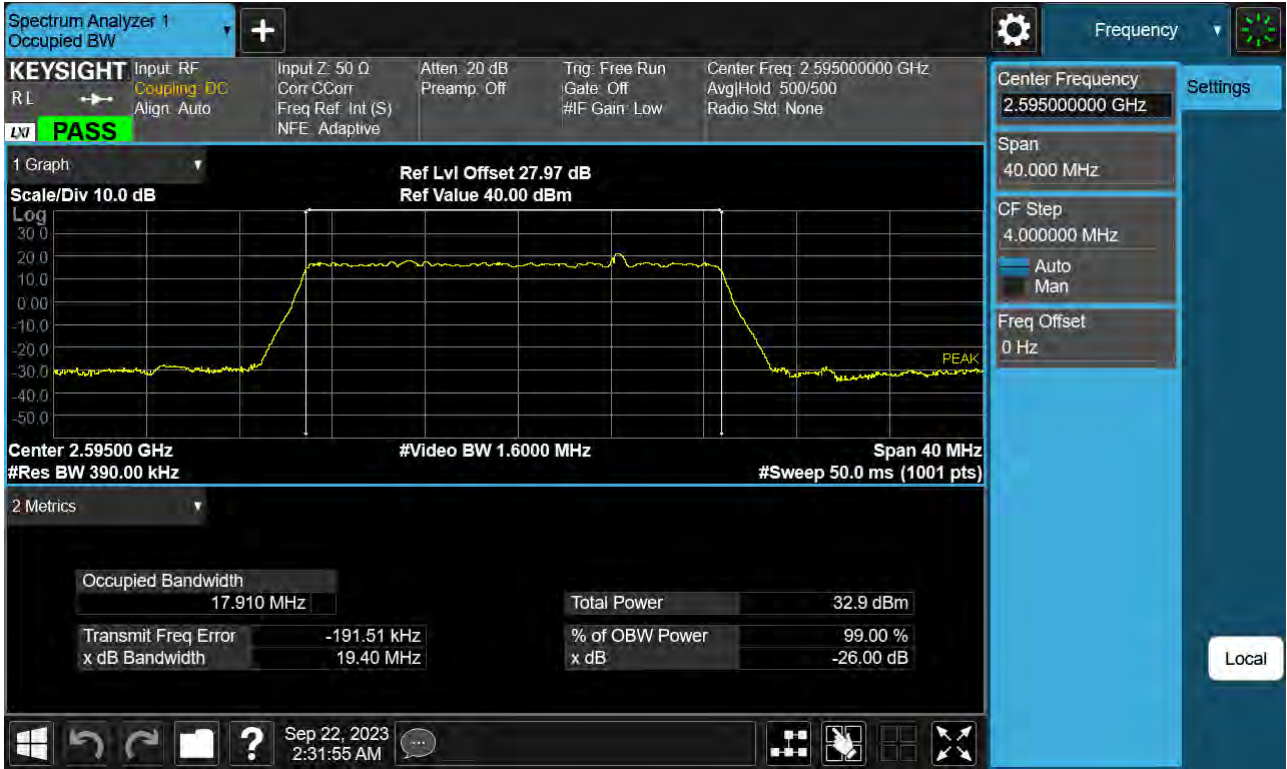 Spectrum Analyzer 1
Occupied BW
Frequency
KEYSIGHT
R L
LXI
PASS
Input: RF
Coupling: DC
Align: Auto
Input Z: 50 Ω
Corr CCorr
Freq Ref: Int (S)
NFE: Adaptive
Atten: 20 dB
Preamp: Off
Trig: Free Run
Gate: Off
#IF Gain: Low
Center Freq: 2.595000000 GHz
Avg|Hold: 500/500
Radio Std: None
1 Graph
Scale/Div 10.0 dB
Ref Lvl Offset 27.97 dB
Ref Value 40.00 dBm
Log
30.0
20.0
10.0
0.00
-10.0
-20.0
-30.0
-40.0
-50.0
PEAK
Center 2.59500 GHz
#Video BW 1.6000 MHz
Span 40 MHz
#Res BW 390.00 kHz
#Sweep 50.0 ms (1001 pts)
2 Metrics
Occupied Bandwidth
17.910 MHz
Total Power 32.9 dBm
Transmit Freq Error -191.51 kHz
% of OBW Power 99.00 %
x dB Bandwidth 19.40 MHz
x dB -26.00 dB
Sep 22, 2023
2:31:55 AM
?
Center Frequency
2.595000000 GHz
Settings
Span
40.000 MHz
CF Step
4.000000 MHz
Auto
Man
Freq Offset
0 Hz
Local